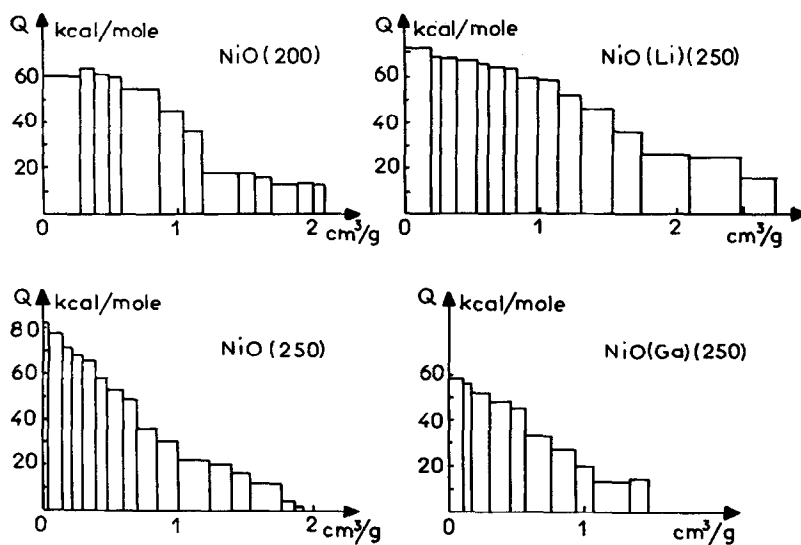 Q kcal/mole
NiO(200)
60
40
20
0 1 2 cm³/g
Q kcal/mole
NiO(Li)(250)
60
40
20
0 1 2 cm³/g
Q kcal/mole
NiO(250)
80
60
40
20
0 1 2 cm³/g
Q kcal/mole
NiO(Ga)(250)
60
40
20
0 1 cm³/g